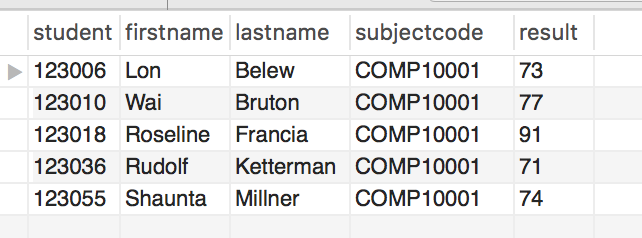 student firstname lastname subjectcode result
123006 Lon Belew COMP10001 73
123010 Wai Bruton COMP10001 77
123018 Roseline Francia COMP10001 91
123036 Rudolf Ketterman COMP10001 71
123055 Shaunta Millner COMP10001 74